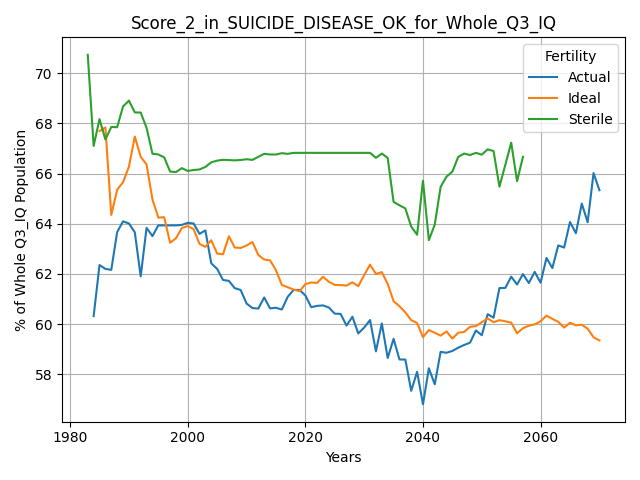 Score_2_in_SUICIDE_DISEASE_OK_for_Whole_Q3_IQ
Fertility
Actual
Ideal
Sterile
% of Whole Q3_IQ Population
70
68
66
64
62
60
58
1980
2000
2020
2040
2060
Years